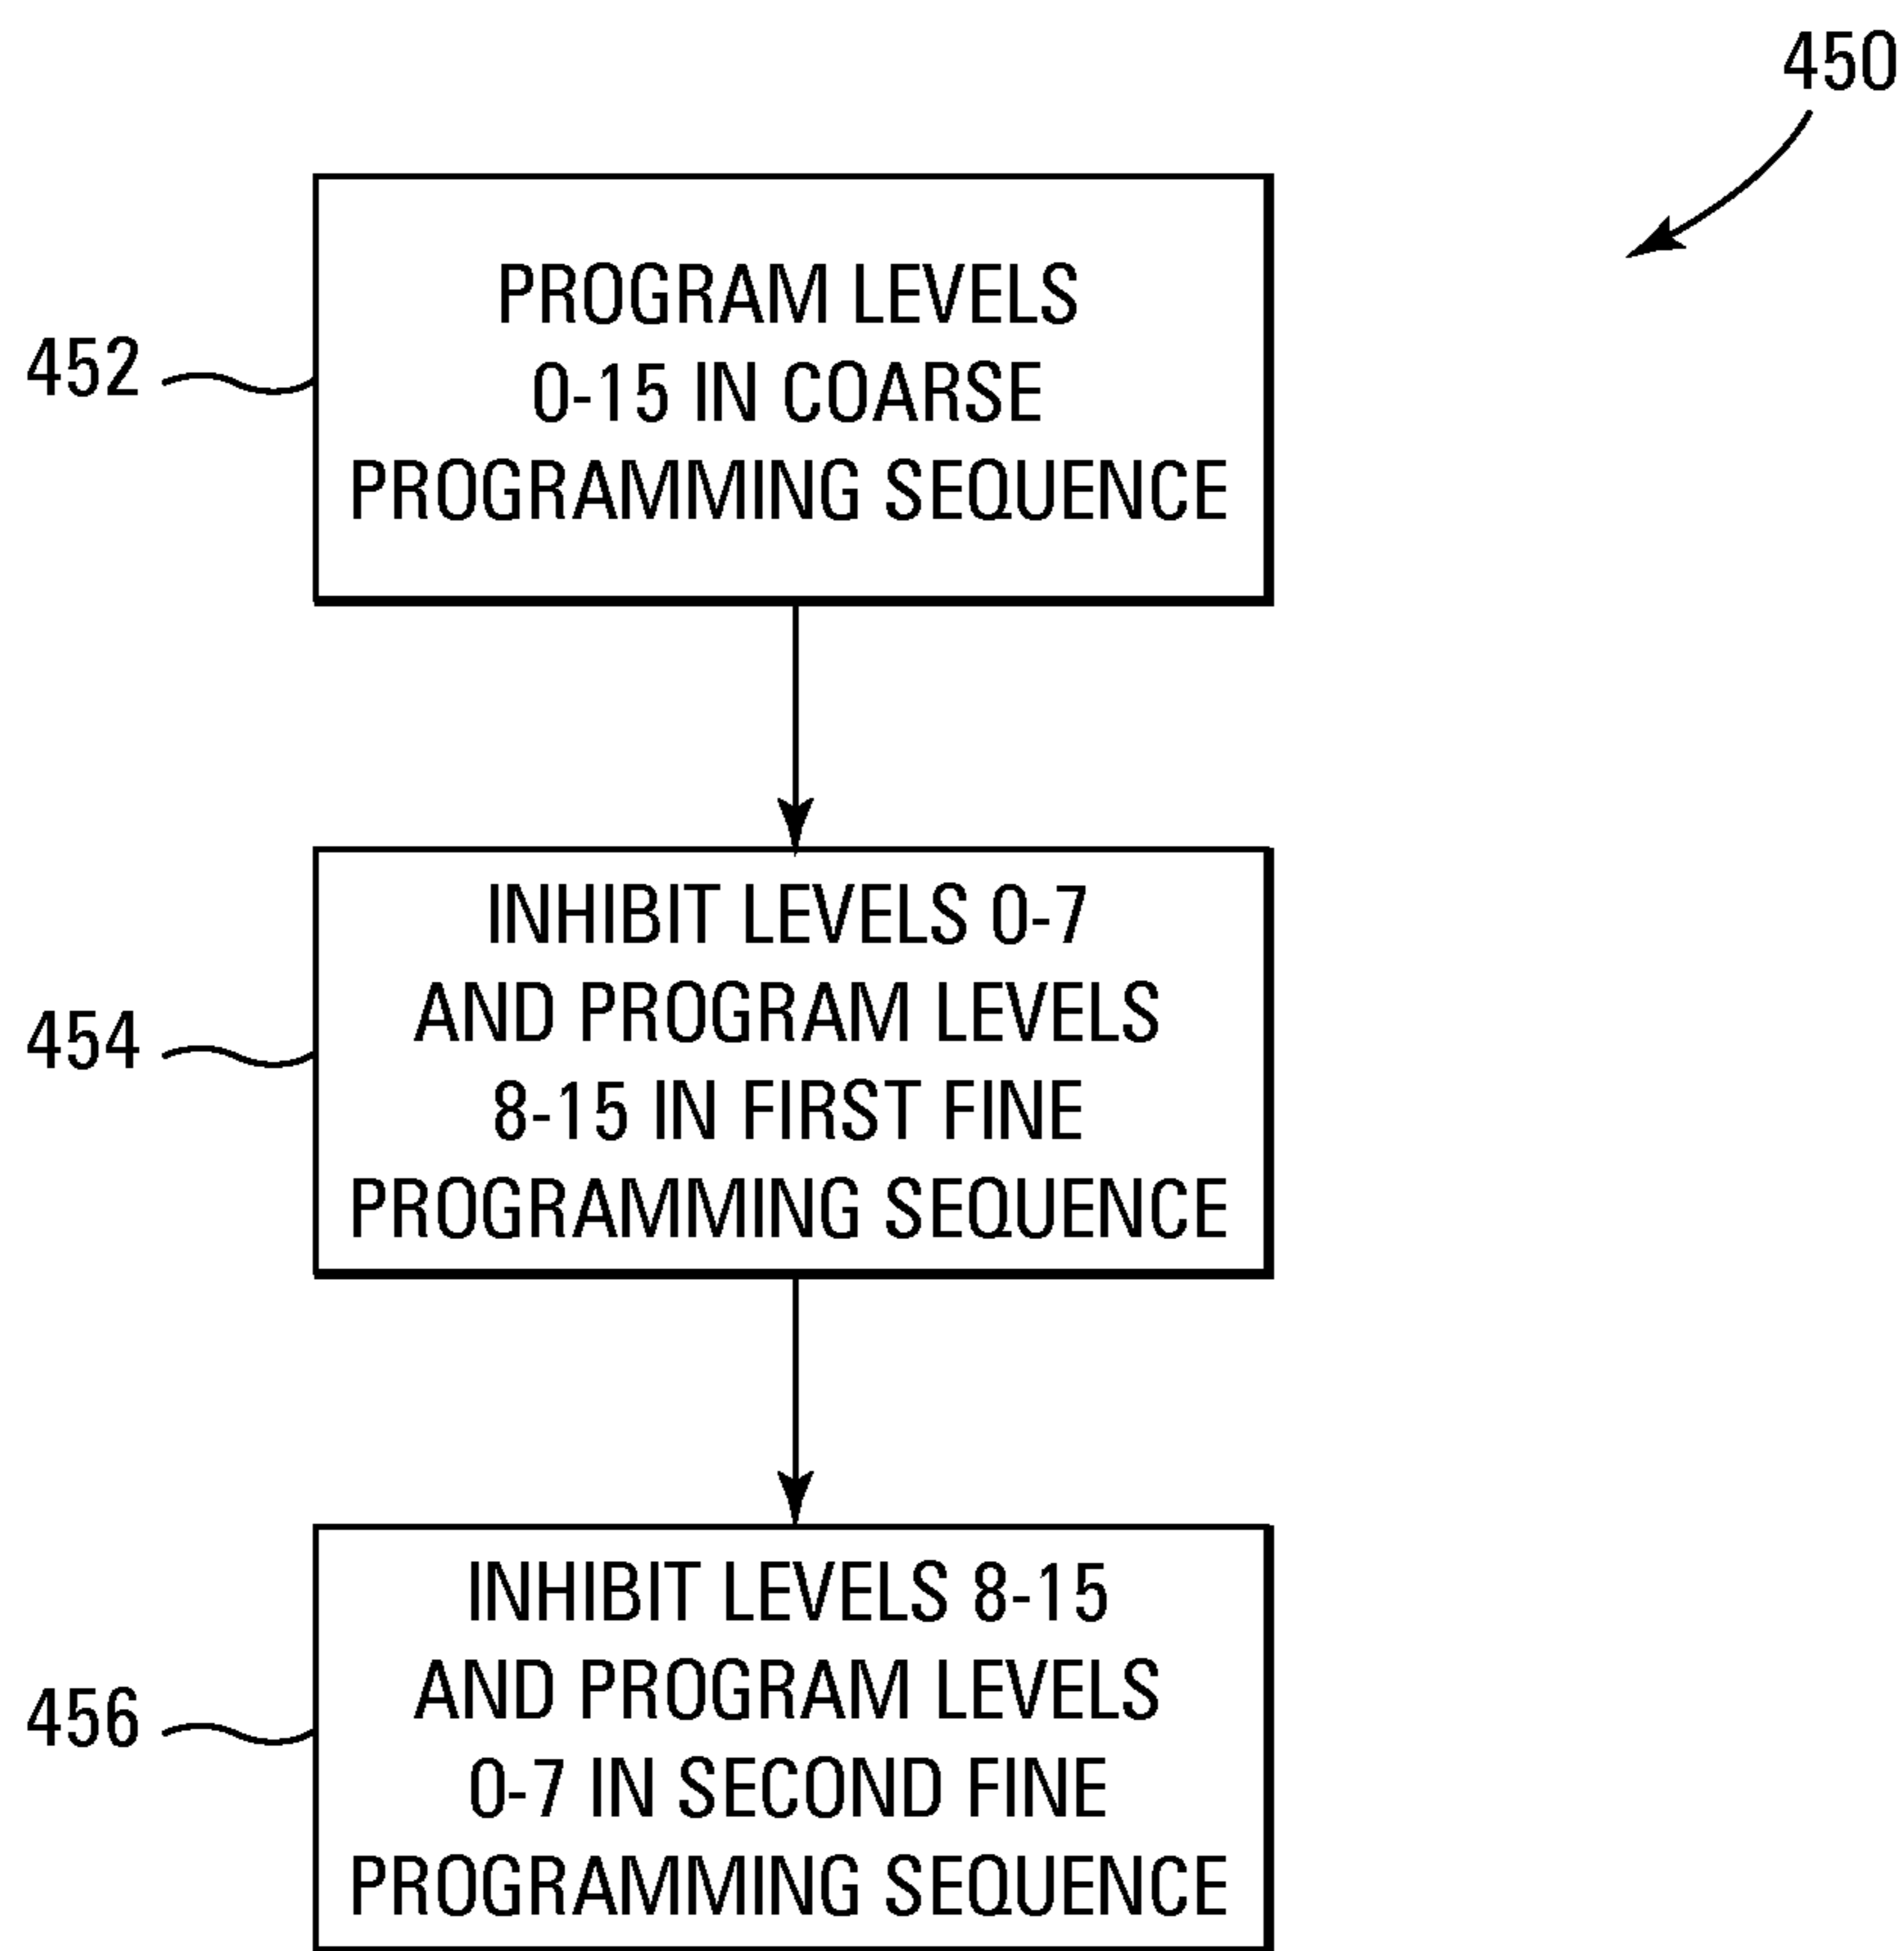 450
452
PROGRAM LEVELS
0-15 IN COARSE
PROGRAMMING SEQUENCE
454
INHIBIT LEVELS 0-7
AND PROGRAM LEVELS
8-15 IN FIRST FINE
PROGRAMMING SEQUENCE
456
INHIBIT LEVELS 8-15
AND PROGRAM LEVELS
0-7 IN SECOND FINE
PROGRAMMING SEQUENCE